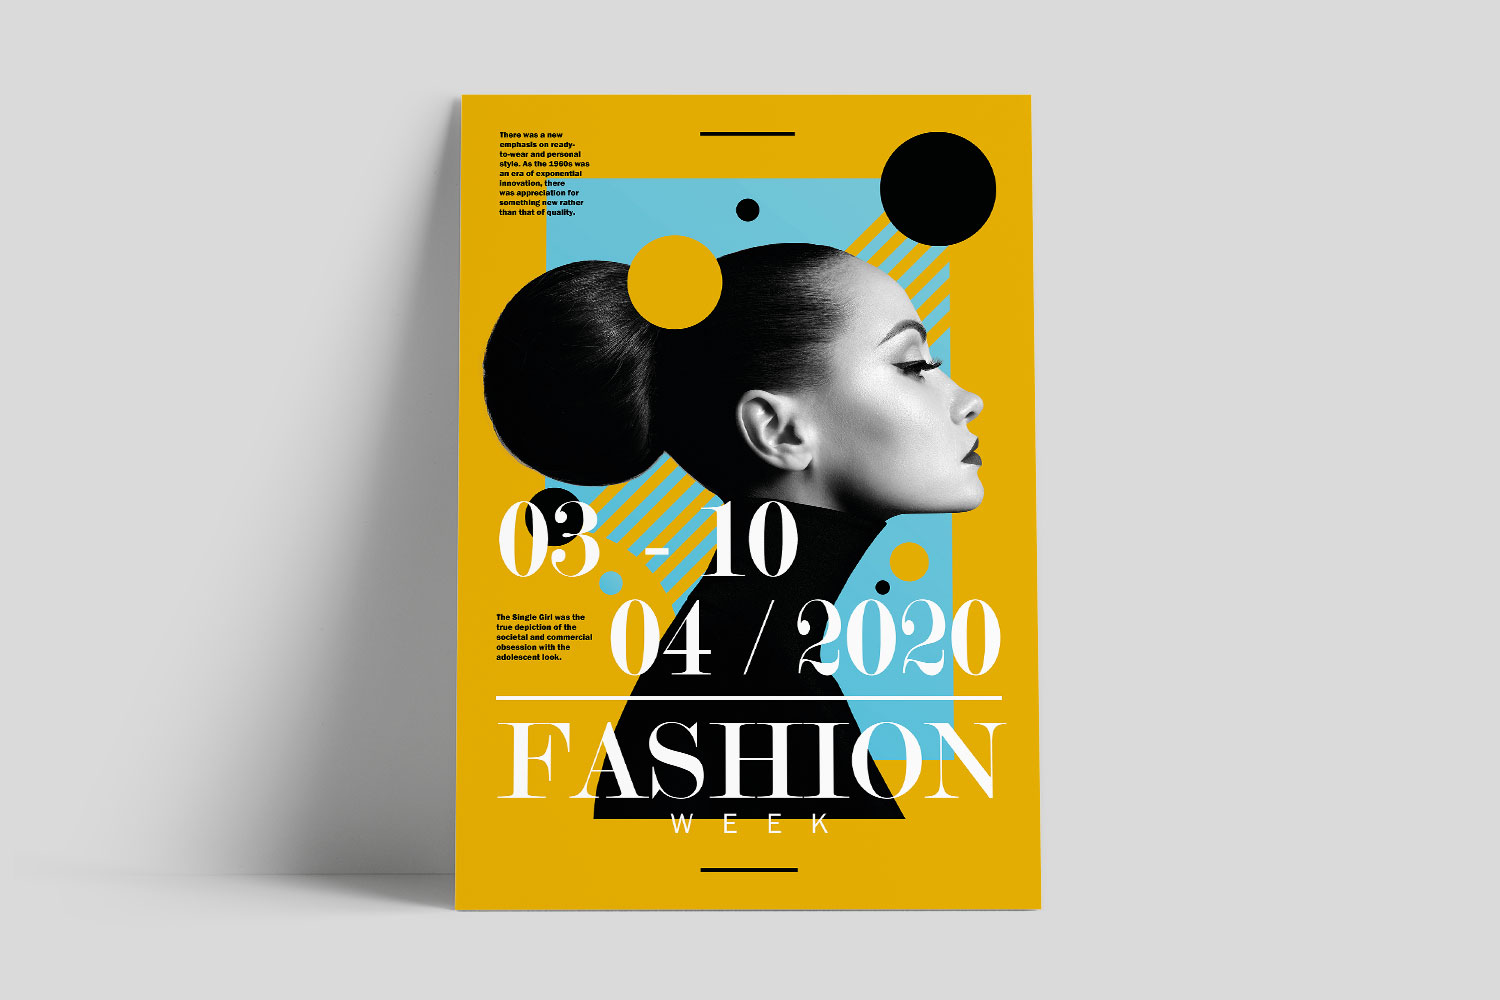 There was a new
emphasis on ready-
to-wear and personal
style. As the 1960s was
an era of exponential
innovation, there
was appreciation for
something new rather
than that of quality.
03 - 10
04 / 2020
The Single Girl was the
true depiction of the
societal and commercial
obsession with the
adolescent look.
FASHION
WEEK